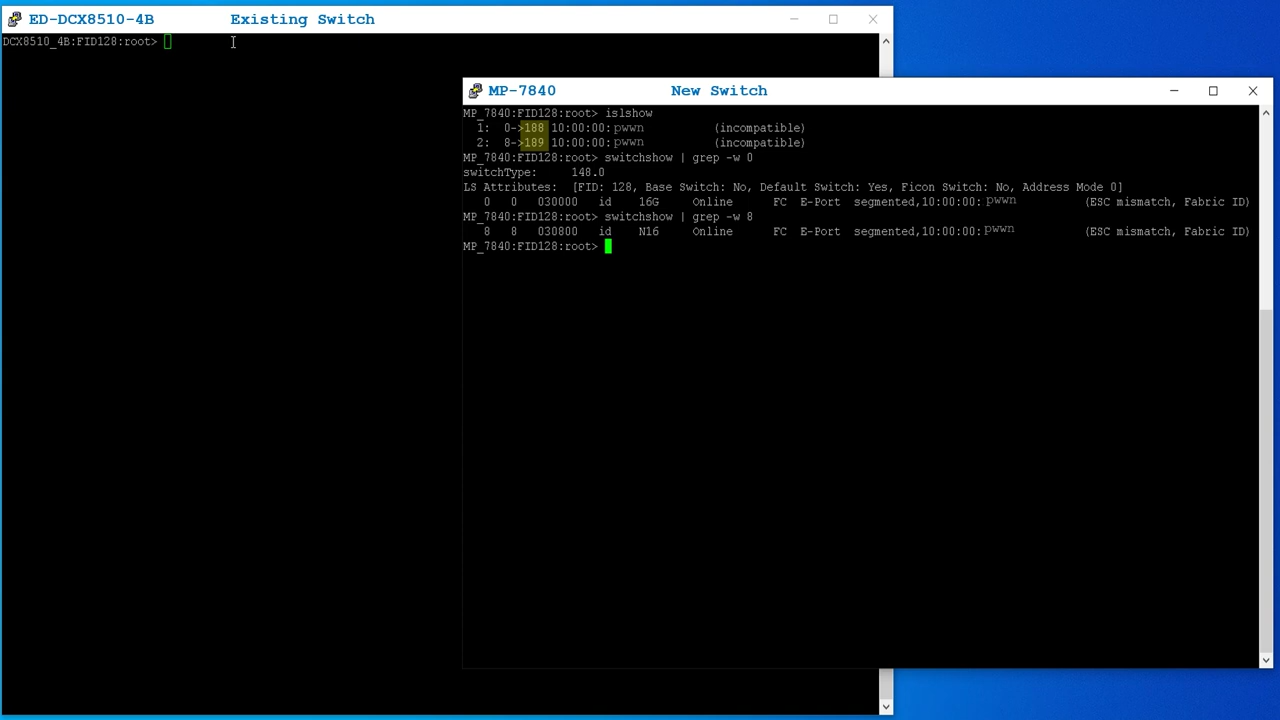 ED-DCX8510-4B Existing Switch
DCX8510_4B:FID128:root>
MP-7840 New Switch
MP_7840:FID128:root> islshow
1: 0->188 10:00:00:pwwn (incompatible)
2: 8->189 10:00:00:pwwn (incompatible)
MP_7840:FID128:root> switchshow | grep -w 0
switchType: 148.0
LS Attributes: [FID: 128, Base Switch: No, Default Switch: Yes, Ficon Switch: No, Address Mode 0]
0 0 030000 id 16G Online FC E-Port segmented,10:00:00:pwwn (ESC mismatch, Fabric ID)
MP_7840:FID128:root> switchshow | grep -w 8
8 8 030800 id N16 Online FC E-Port segmented,10:00:00:pwwn (ESC mismatch, Fabric ID)
MP_7840:FID128:root>